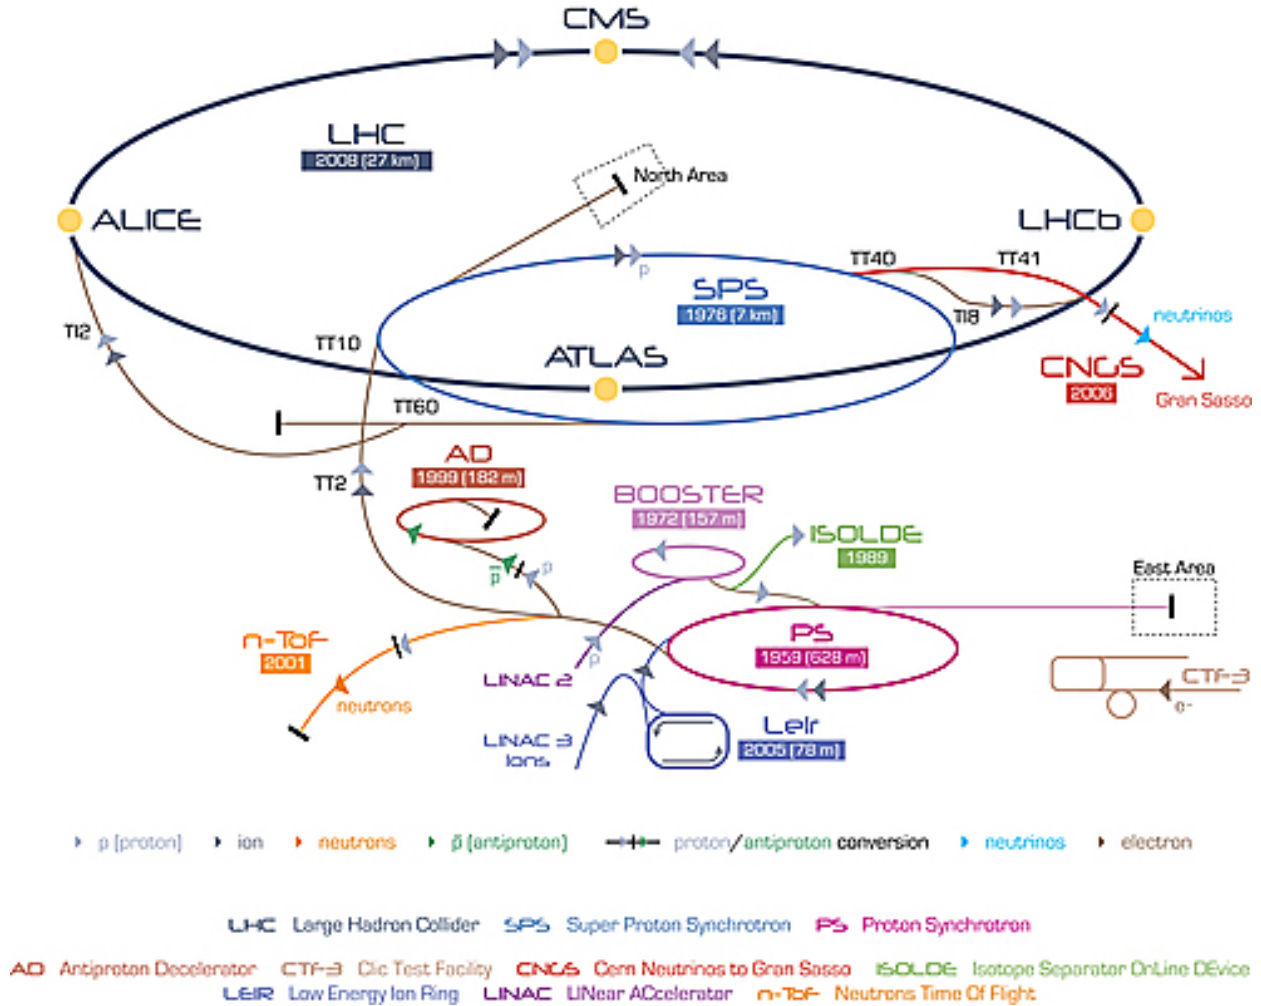 CMS
LHC
2008 (27 km)
North Area
ALICE
LHCb
TT40
TT41
SPS
1976 (7 km)
p
TI8
neutrinos
TI2
TT10
ATLAS
CNGS
2006
Gran Sasso
TT60
AD
1999 (182 m)
TT2
BOOSTER
1972 (157 m)
ISOLDE
1989
p̄
p
East Area
n-ToF
2001
PS
1959 (628 m)
p
LINAC 2
CTF-3
e-
neutrons
LINAC 3
Ions
LeIr
2005 (78 m)
p (proton) ion neutrons p̄ (antiproton) proton/antiproton conversion neutrinos electron
LHC Large Hadron Collider SPS Super Proton Synchrotron PS Proton Synchrotron
AD Antiproton Decelerator CTF-3 Clic Test Facility CNGS Cern Neutrinos to Gran Sasso ISOLDE Isotope Separator OnLine DEvice
LEIR Low Energy Ion Ring LINAC LINear ACcelerator n-ToF Neutrons Time Of Flight